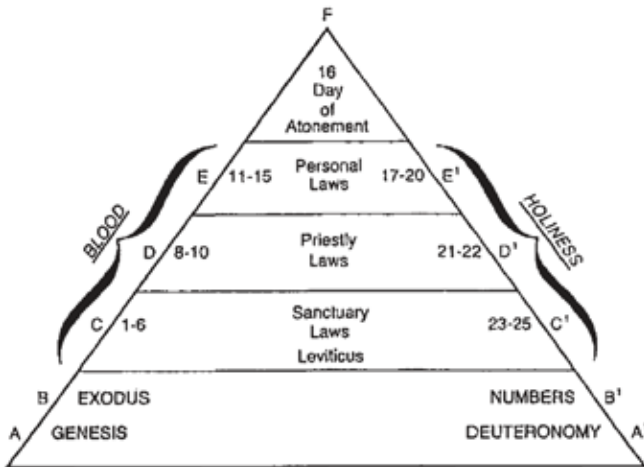 F
16
Day
of
Atonement
E 11-15 Personal 17-20 E¹
Laws
BLOOD
HOLINESS
D 8-10 Priestly 21-22 D¹
Laws
C 1-6 Sanctuary 23-25 C¹
Laws
Leviticus
B EXODUS NUMBERS B¹
A GENESIS DEUTERONOMY A